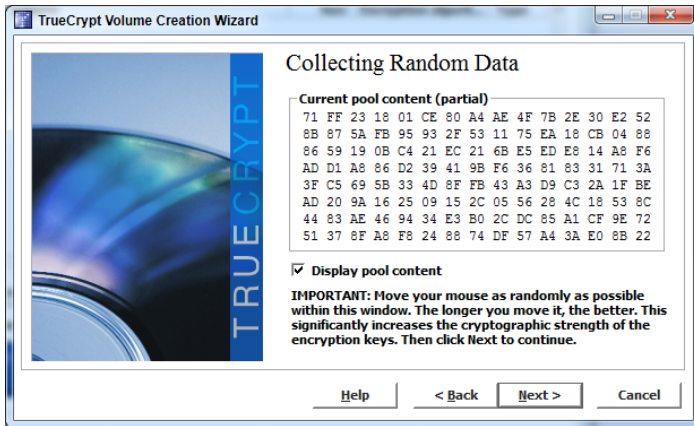 TrueCrypt Volume Creation Wizard
TRUECRYPT
Collecting Random Data
Current pool content (partial)
71 FF 23 18 01 CE 80 A4 AE 4F 7B 2E 30 E2 52
8B 87 5A FB 95 93 2F 53 11 75 EA 18 CB 04 88
86 59 19 0B C4 21 EC 21 6B E5 ED E8 14 A8 F6
AD D1 A8 86 D2 39 41 9B F6 36 81 83 31 71 3A
3F C5 69 5B 33 4D 8F FB 43 A3 D9 C3 2A 1F BE
AD 20 9A 16 25 09 15 2C 05 56 28 4C 18 53 8C
44 83 AE 46 94 34 E3 B0 2C DC 85 A1 CF 9E 72
51 37 8F A8 F8 24 88 74 DF 57 A4 3A E0 8B 22
Display pool content
IMPORTANT: Move your mouse as randomly as possible
within this window. The longer you move it, the better. This
significantly increases the cryptographic strength of the
encryption keys. Then click Next to continue.
Help
< Back
Next >
Cancel